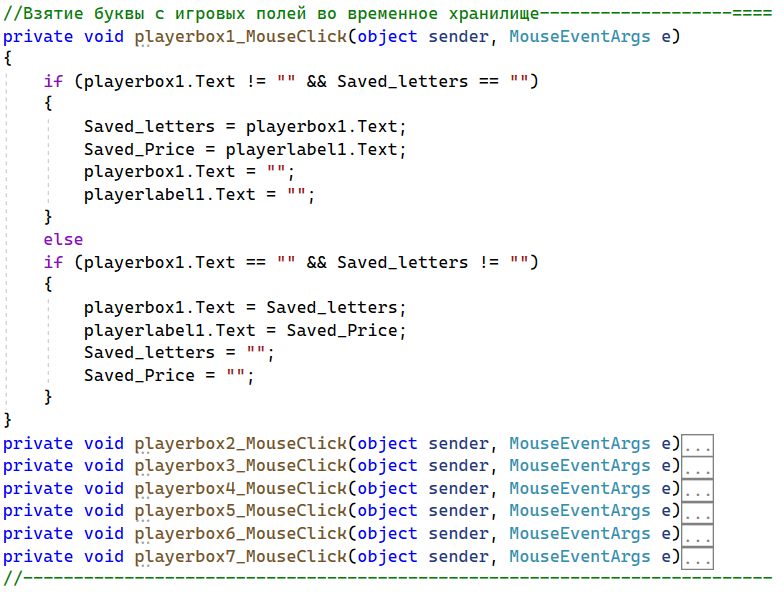 //Взятие буквы с игровых полей во временное хранилище-------------------====
private void playerbox1_MouseClick(object sender, MouseEventArgs e)
{
if (playerbox1.Text != "" && Saved_letters == "")
{
Saved_letters = playerbox1.Text;
Saved_Price = playerlabel1.Text;
playerbox1.Text = "";
playerlabel1.Text = "";
}
else
if (playerbox1.Text == "" && Saved_letters != "")
{
playerbox1.Text = Saved_letters;
playerlabel1.Text = Saved_Price;
Saved_letters = "";
Saved_Price = "";
}
}
private void playerbox2_MouseClick(object sender, MouseEventArgs e)...
private void playerbox3_MouseClick(object sender, MouseEventArgs e)...
private void playerbox4_MouseClick(object sender, MouseEventArgs e)...
private void playerbox5_MouseClick(object sender, MouseEventArgs e)...
private void playerbox6_MouseClick(object sender, MouseEventArgs e)...
private void playerbox7_MouseClick(object sender, MouseEventArgs e)...
//--------------------------------------------------------------------------